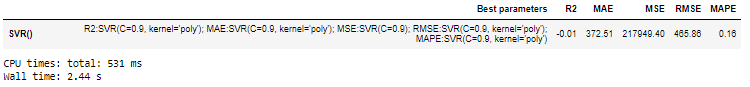 Best parameters R2 MAE MSE RMSE MAPE
SVR() R2:SVR(C=0.9, kernel='poly'); MAE:SVR(C=0.9, kernel='poly'); MSE:SVR(C=0.9); RMSE:SVR(C=0.9, kernel='poly');
MAPE:SVR(C=0.9, kernel='poly') -0.01 372.51 217949.40 465.86 0.16
CPU times: total: 531 ms
Wall time: 2.44 s